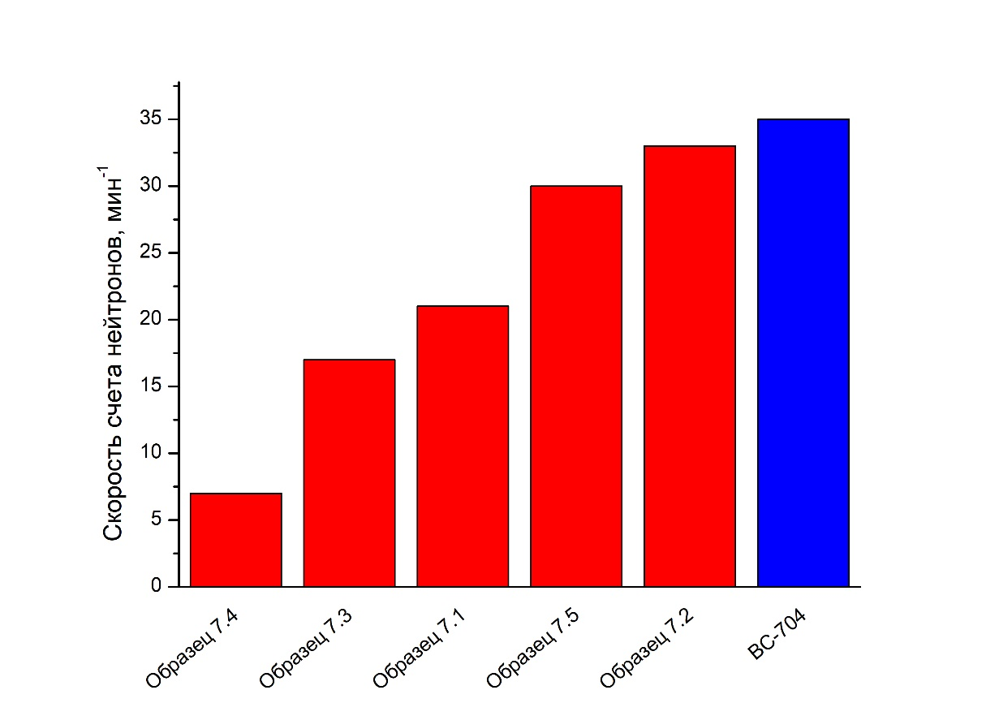 Скорость счета нейтронов, мин-1
35
30
25
20
15
10
5
0
Образец 7.4
Образец 7.3
Образец 7.1
Образец 7.5
Образец 7.2
BC-704